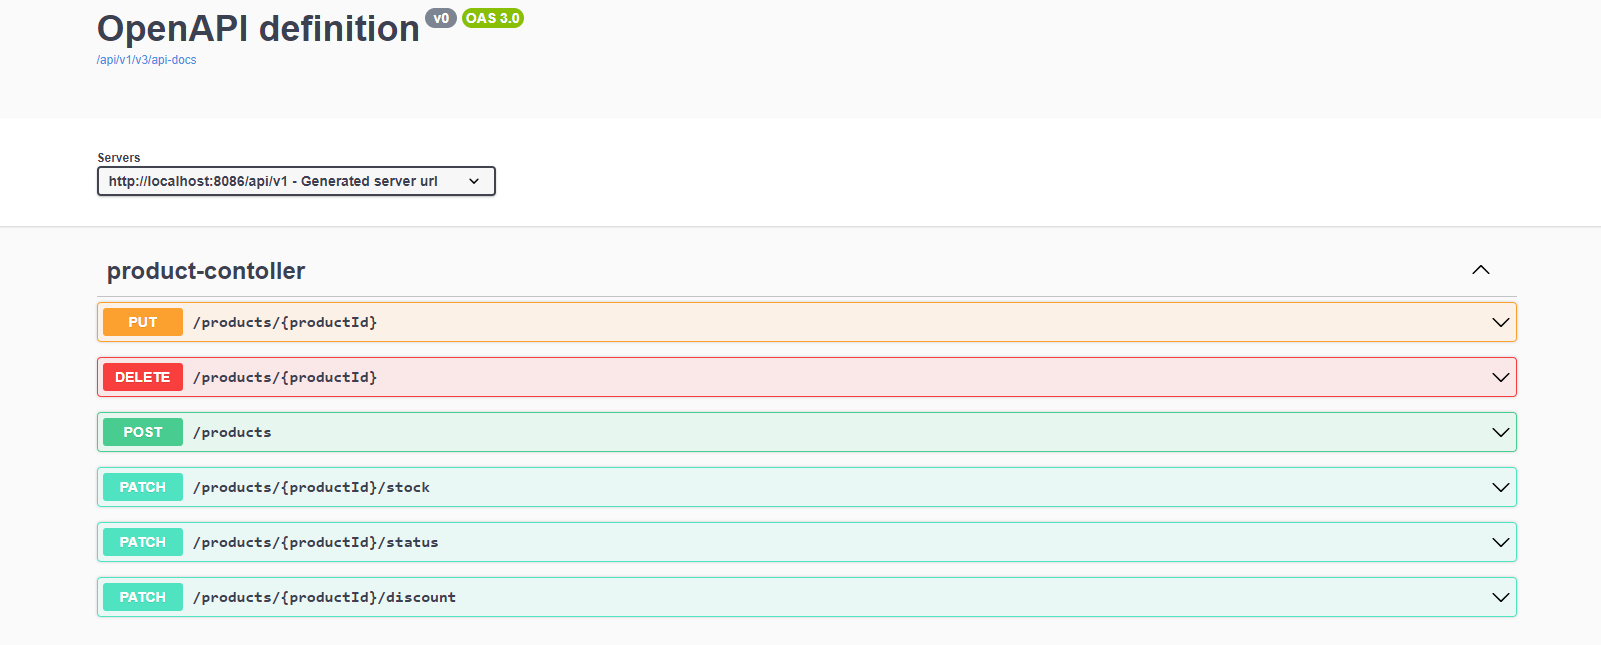 OpenAPI definition v0 OAS 3.0
/api/v1/v3/api-docs
Servers
http://localhost:8086/api/v1 - Generated server url
product-contoller
PUT /products/{productId}
DELETE /products/{productId}
POST /products
PATCH /products/{productId}/stock
PATCH /products/{productId}/status
PATCH /products/{productId}/discount